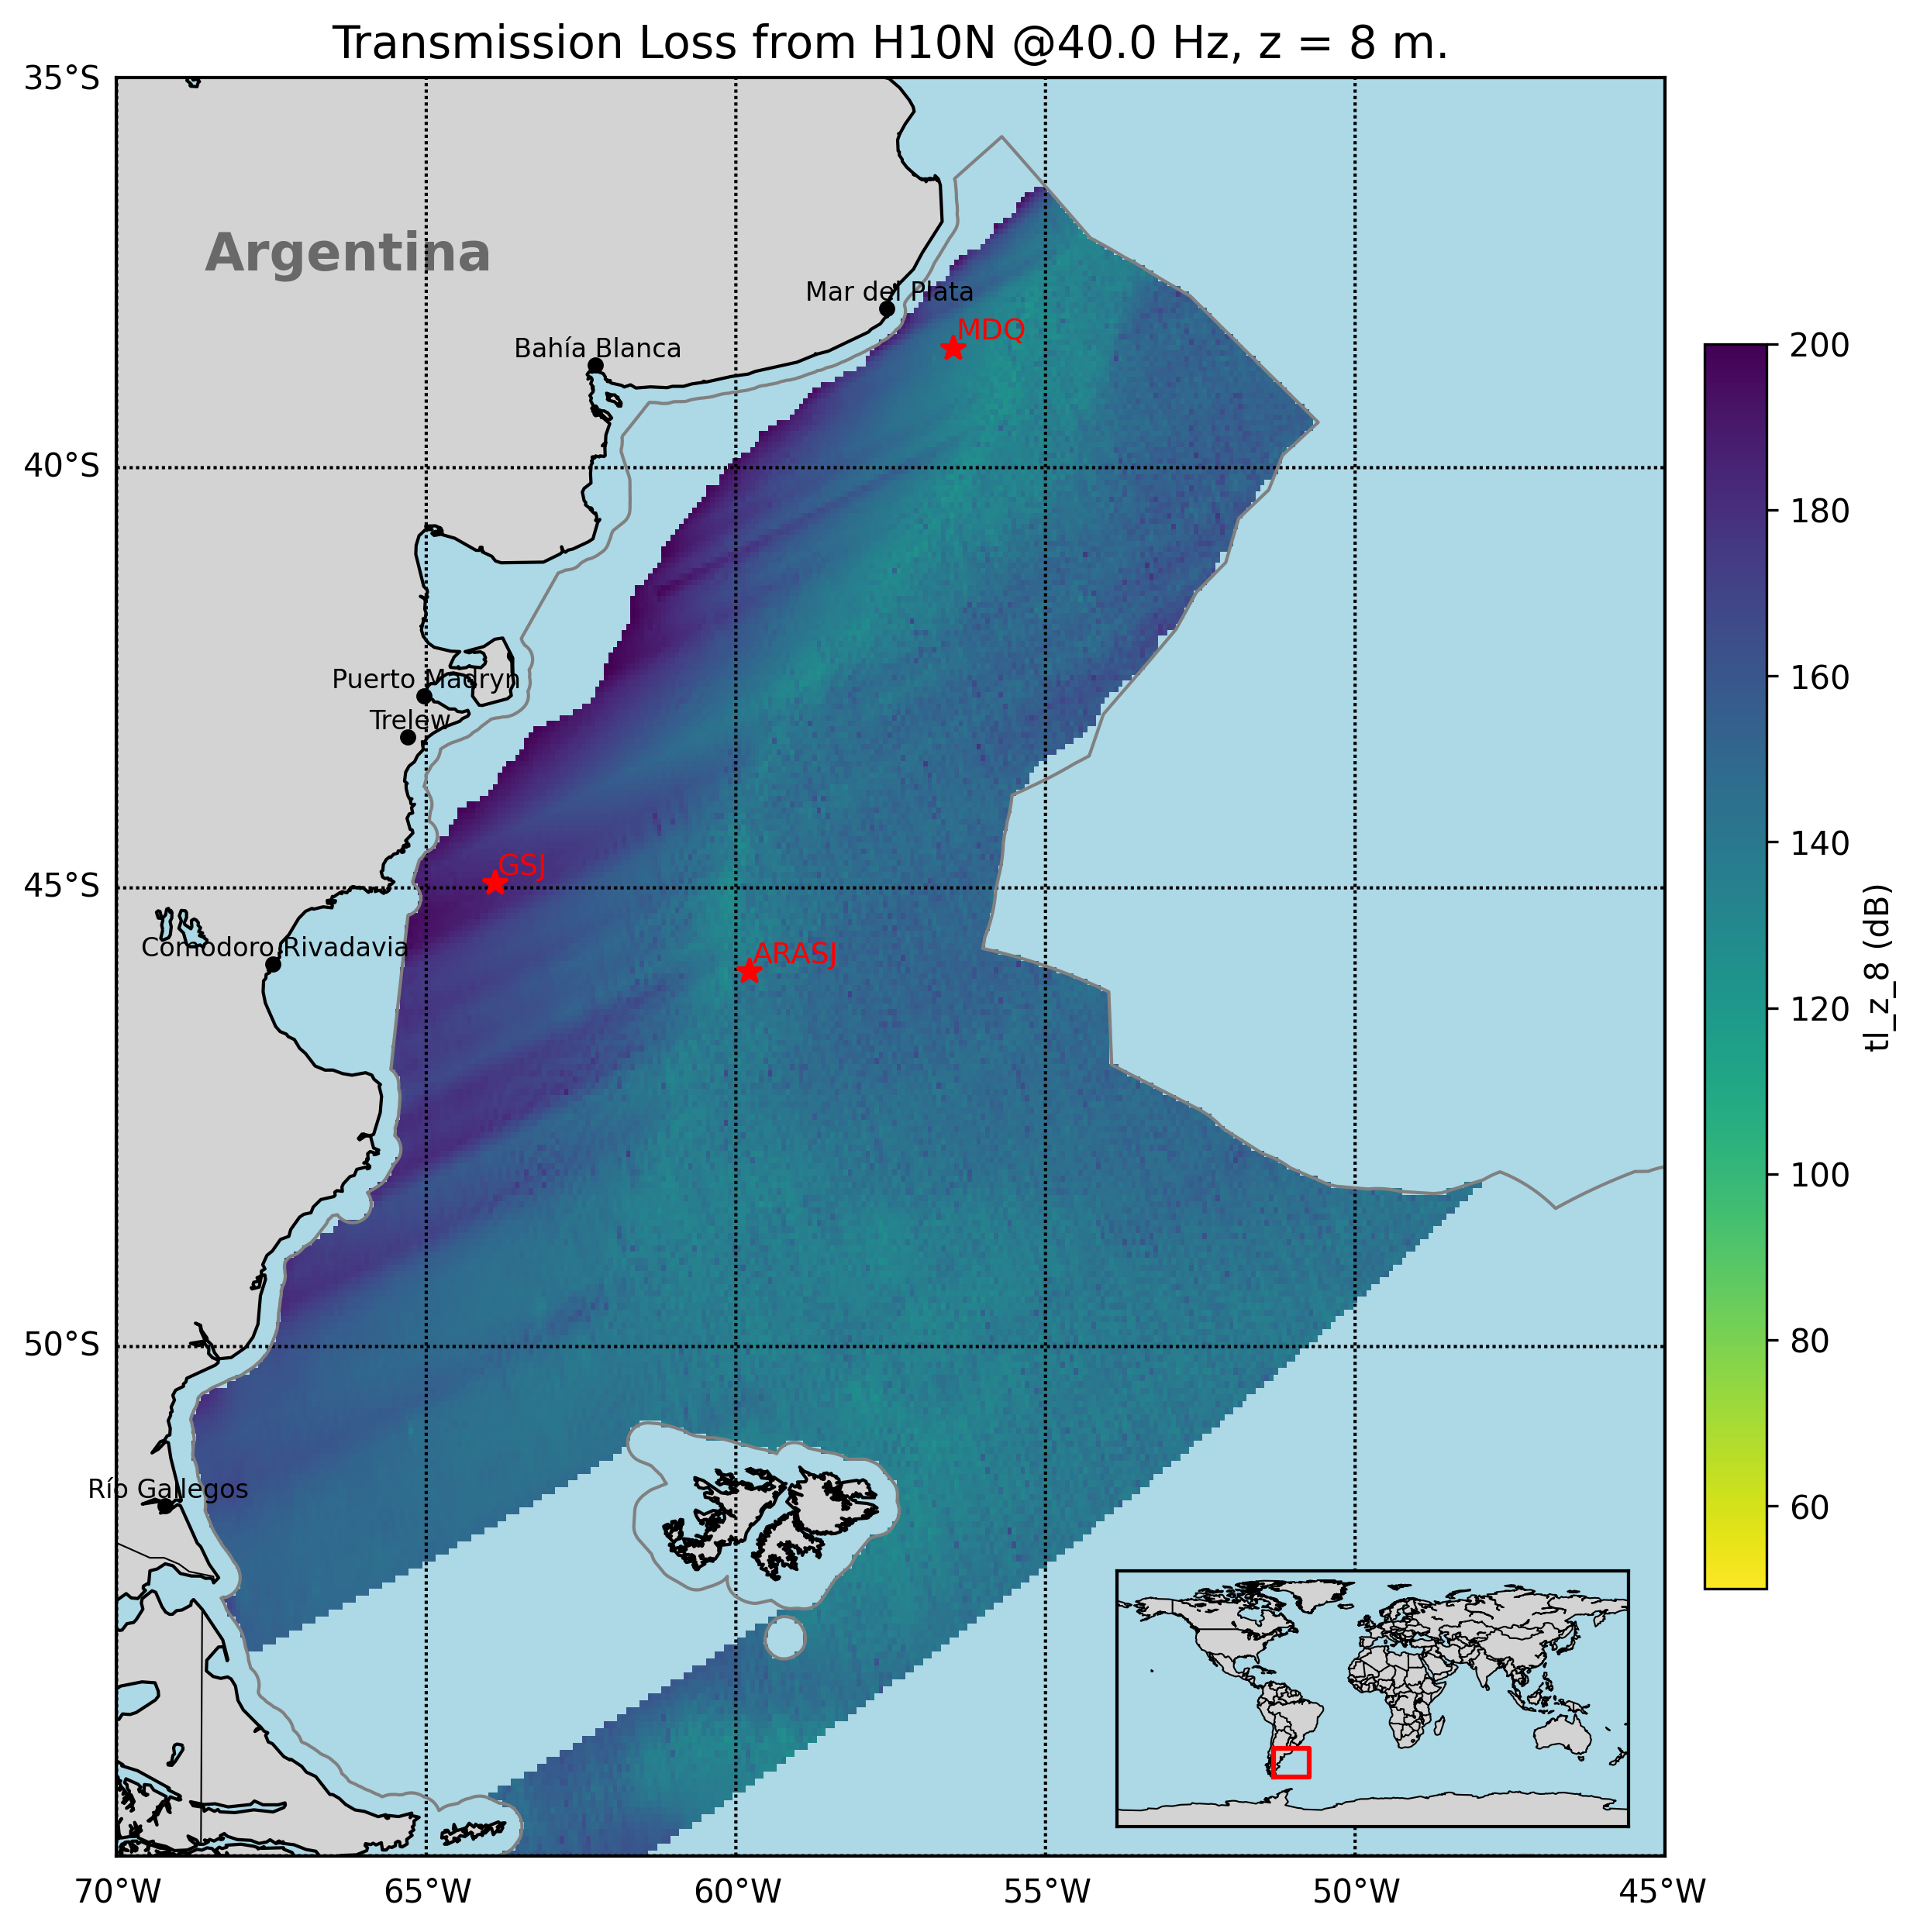 Transmission Loss from H10N @40.0 Hz, z = 8 m.
35°S
Argentina
Mar del Plata
MDQ
Bahía Blanca
40°S
Puerto Madryn
Trelew
GSJ
45°S
Comodoro Rivadavia
ARASJ
50°S
Río Gallegos
70°W
65°W
60°W
55°W
50°W
45°W
200
180
160
140
120
100
80
60
tl_z_8 (dB)